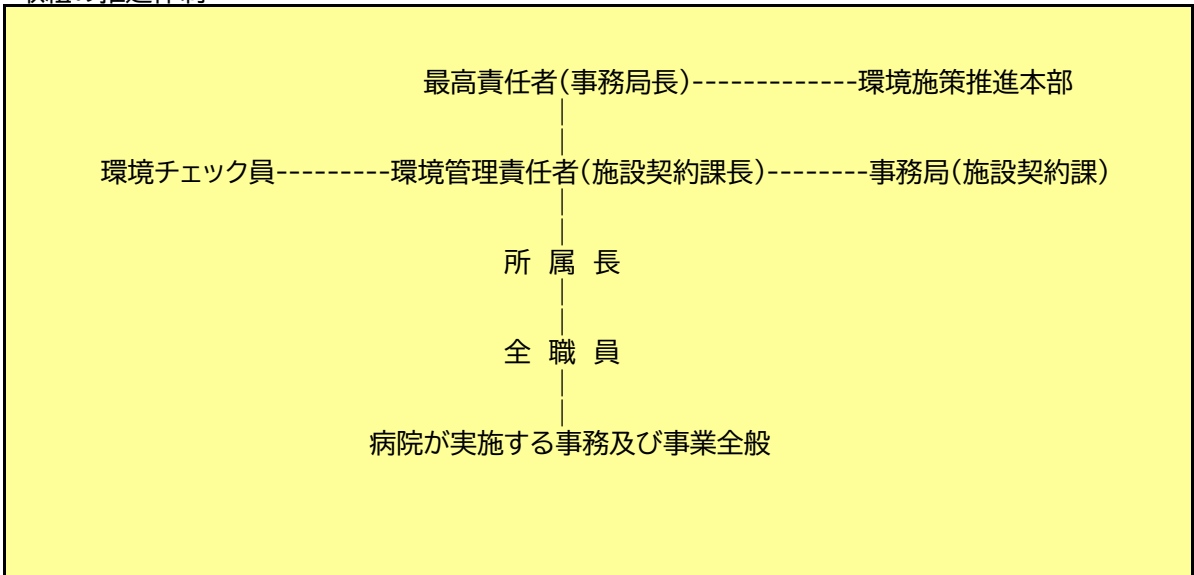 最高責任者(事務局長)-------------環境施策推進本部
環境チェック員---------環境管理責任者(施設契約課長)--------事務局(施設契約課)
所 属 長
全 職 員
病院が実施する事務及び事業全般